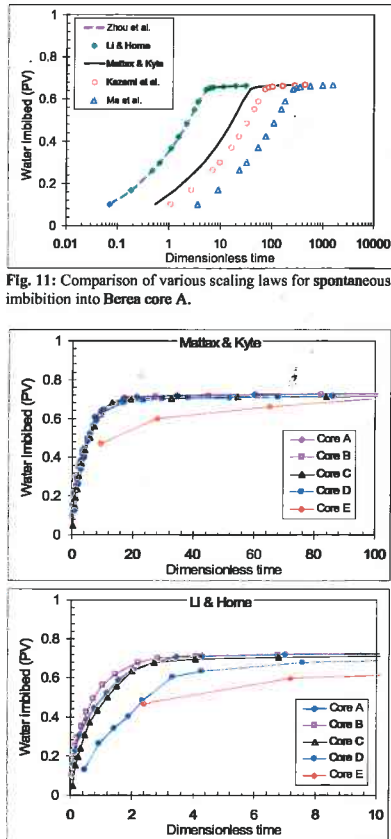 Zhou et al.
Li & Horne
Mattax & Kyle
Kazemi et al.
Ma et al.
Water Imbibed (PV)
0.8
0.6
0.4
0.2
0
0.01 0.1 1 10 100 1000 10000
Dimensionless time
Fig. 11: Comparison of various scaling laws for spontaneous
imbibition into Berea core A.
Mattax & Kyte
Water Imbibed (PV)
1
0.8
0.6
0.4
0.2
0
Core A
Core B
Core C
Core D
Core E
0 20 40 60 80 100
Dimensionless time
Li & Horne
Water Imbibed (PV)
1
0.8
0.6
0.4
0.2
0
Core A
Core B
Core C
Core D
Core E
0 2 4 6 8 10
Dimensionless time